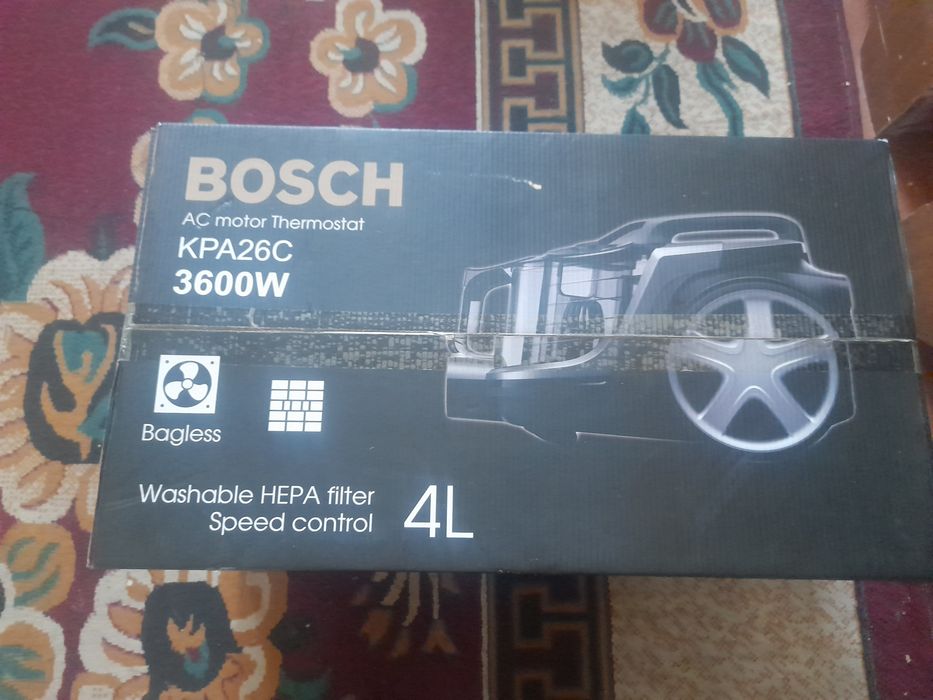 BOSCH
AC motor Thermostat
KPA26C
3600W
Bagless
Washable HEPA filter
Speed control
4L